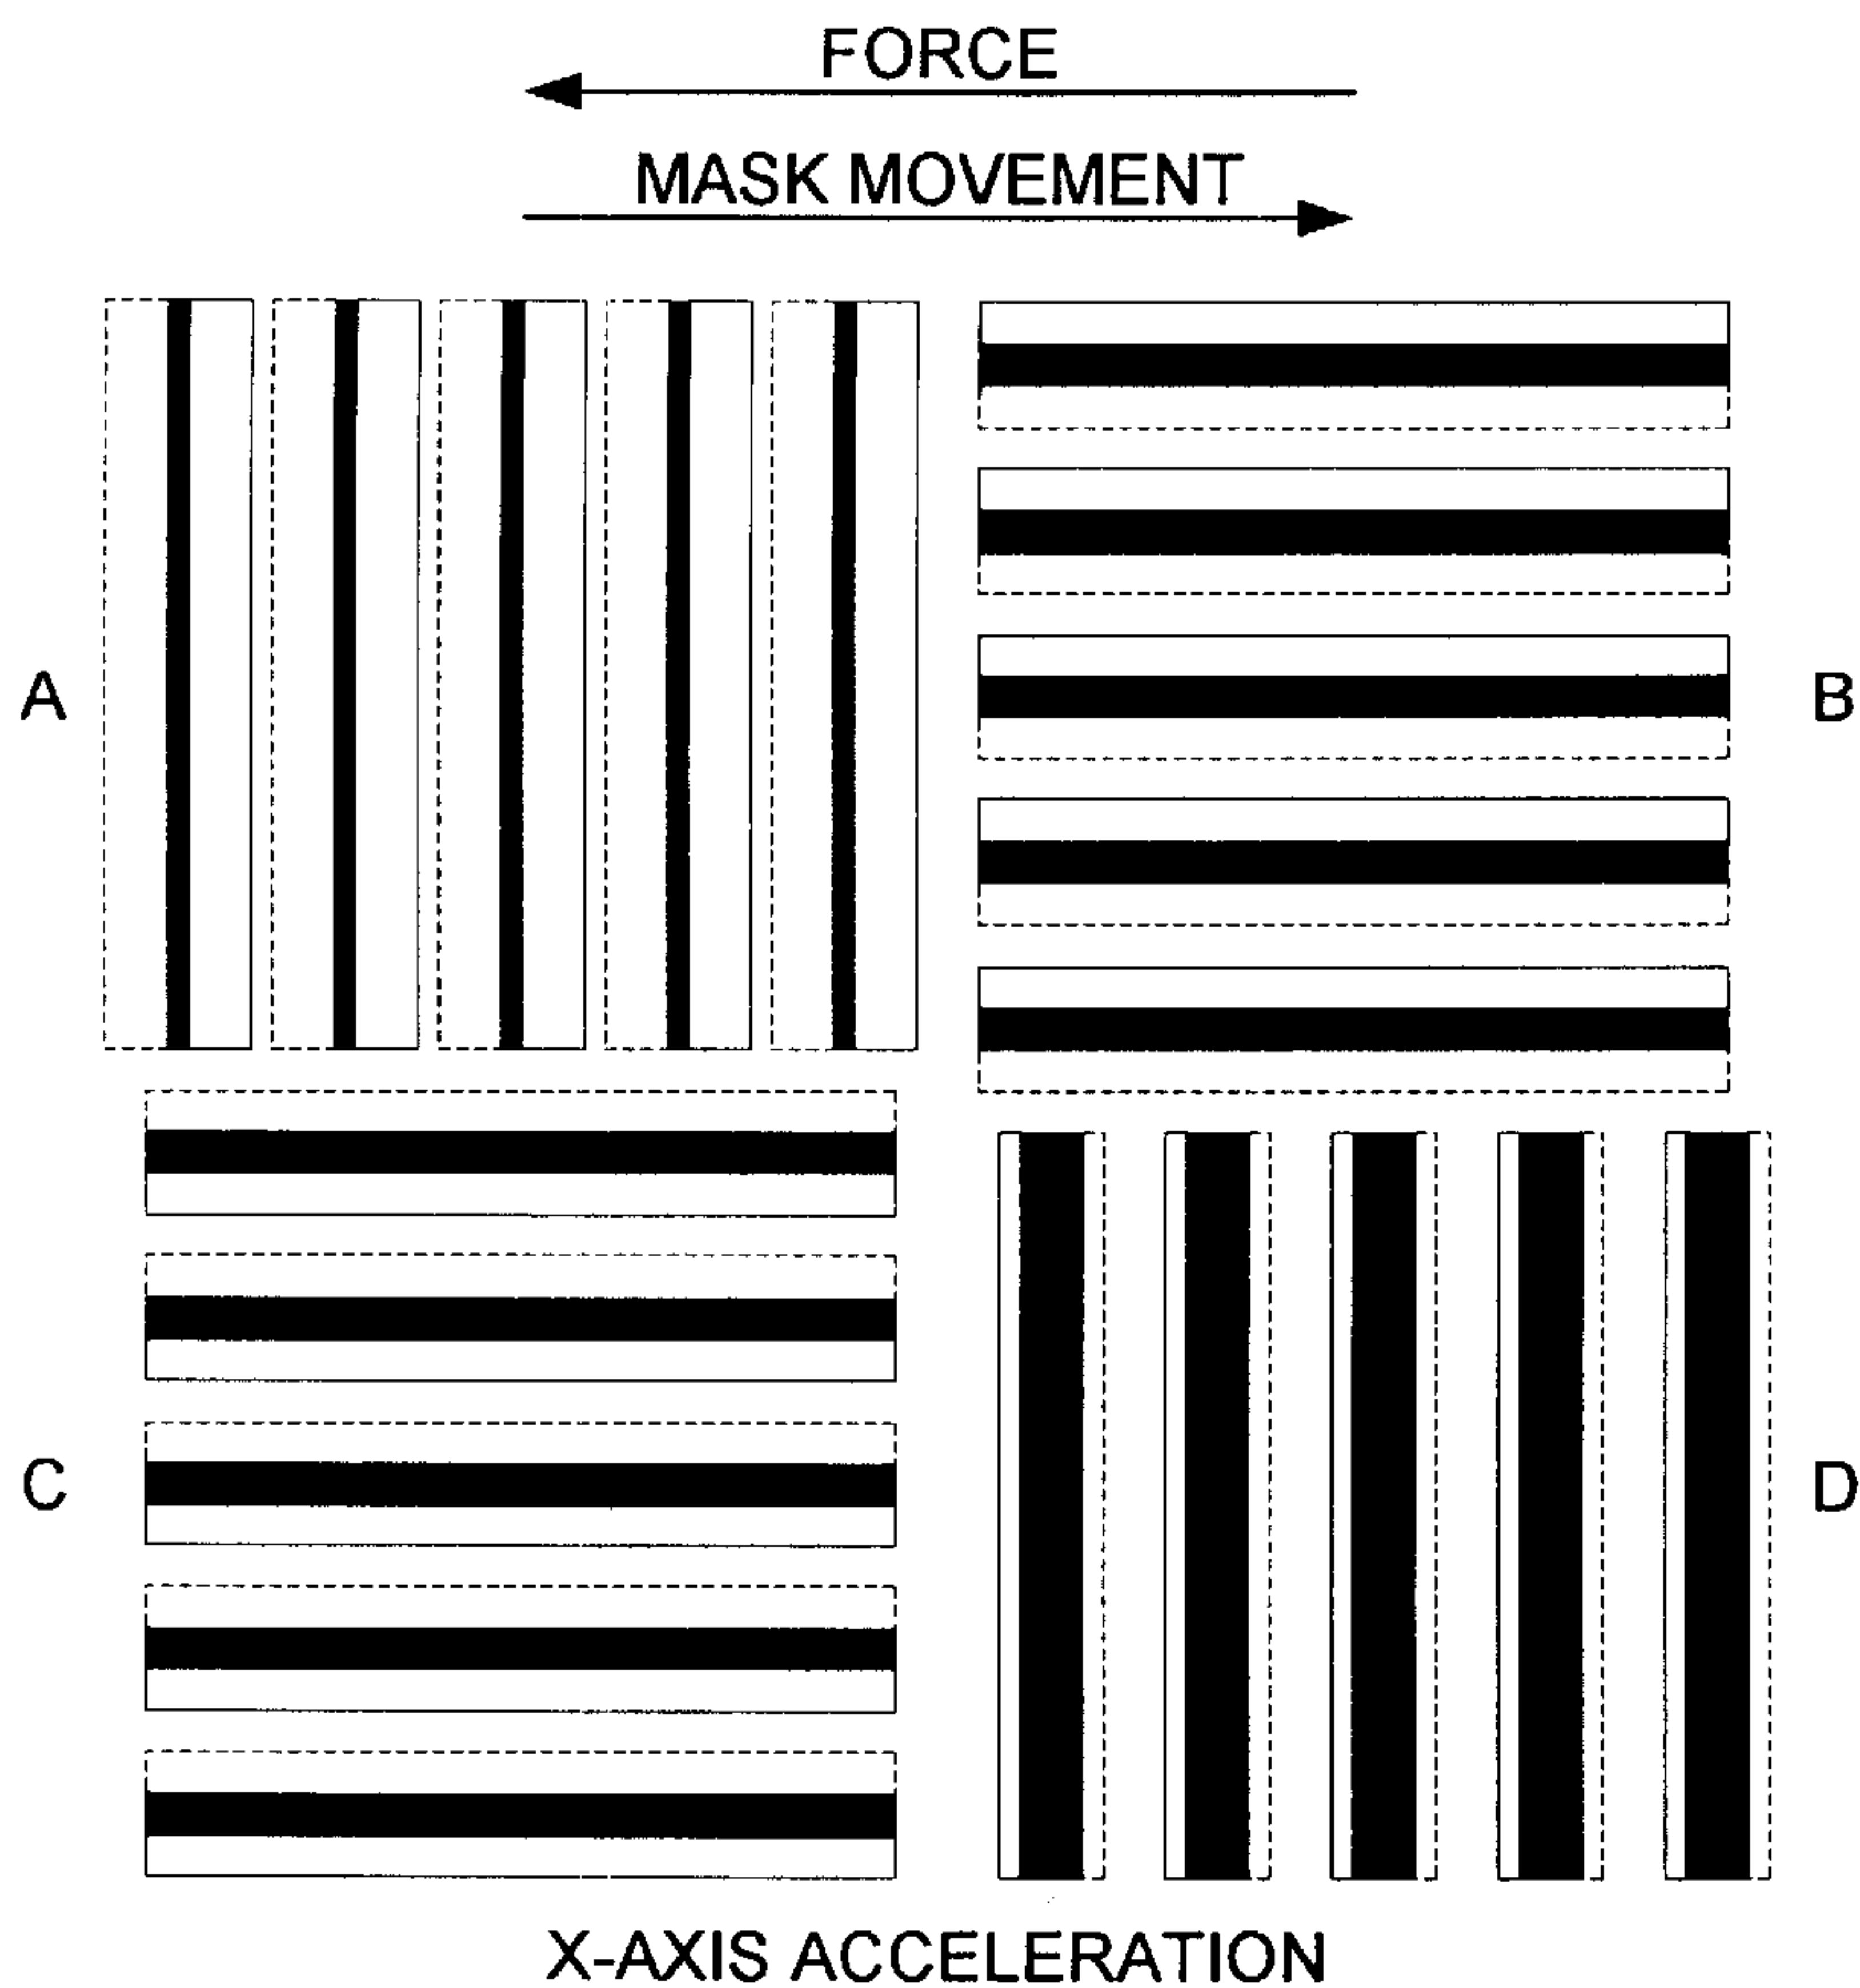 FORCE
MASK MOVEMENT
A
B
C
D
X-AXIS ACCELERATION